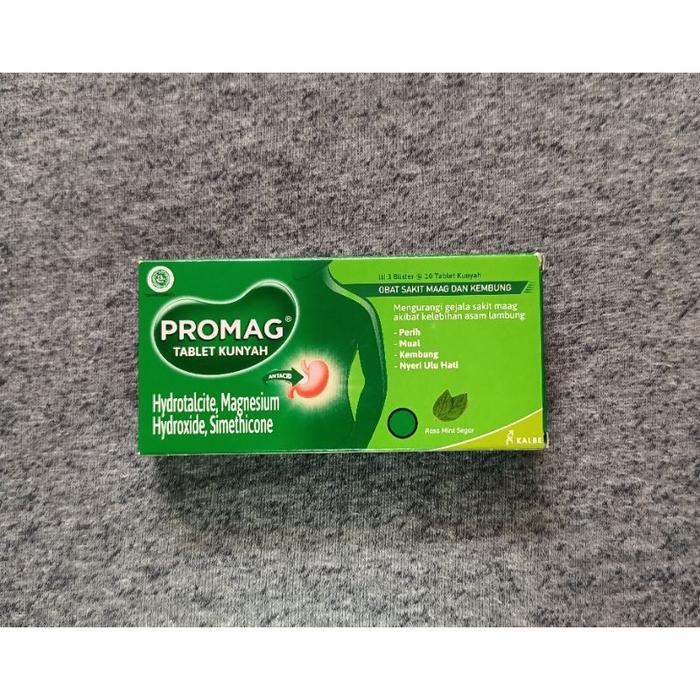 PROMAG®
TABLET KUNYAH
ANTACID
Hydrotalcite, Magnesium
Hydroxide, Simethicone
Isi 3 Blister @ 10 Tablet Kunyah
OBAT SAKIT MAAG DAN KEMBUNG
Mengurangi gejala sakit maag
akibat kelebihan asam lambung
- Perih
- Mual
- Kembung
- Nyeri Ulu Hati
Rasa Mint Segar
KALBE